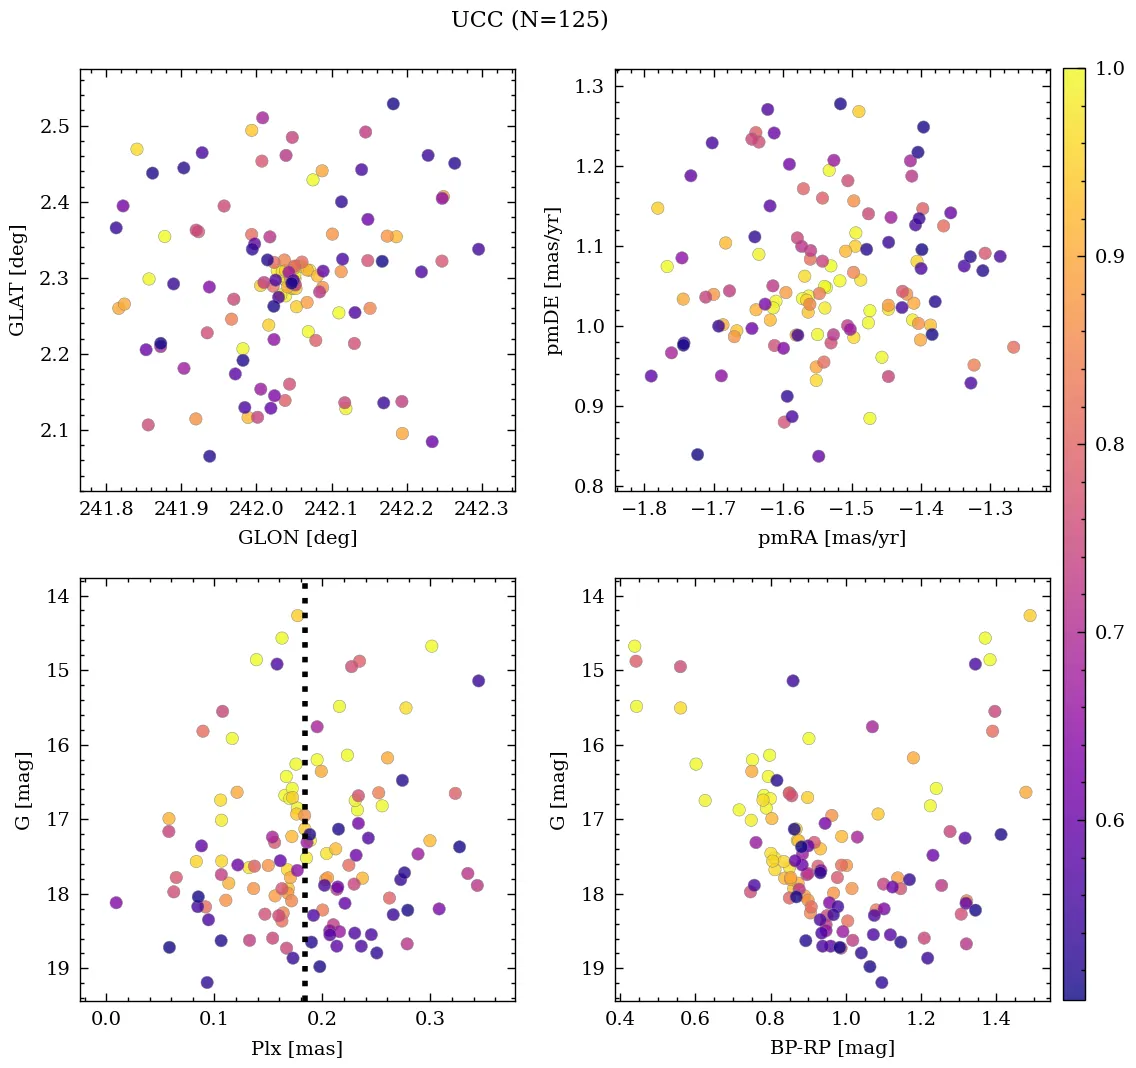 UCC (N=125)
2.5
2.4
2.3
2.2
2.1
GLAT [deg]
241.8 241.9 242.0 242.1 242.2 242.3
GLON [deg]
1.3
1.2
1.1
1.0
0.9
0.8
pmDE [mas/yr]
−1.8 −1.7 −1.6 −1.5 −1.4 −1.3
pmRA [mas/yr]
14
15
16
17
18
19
G [mag]
0.0 0.1 0.2 0.3
Plx [mas]
14
15
16
17
18
19
G [mag]
0.4 0.6 0.8 1.0 1.2 1.4
BP-RP [mag]
1.0
0.9
0.8
0.7
0.6